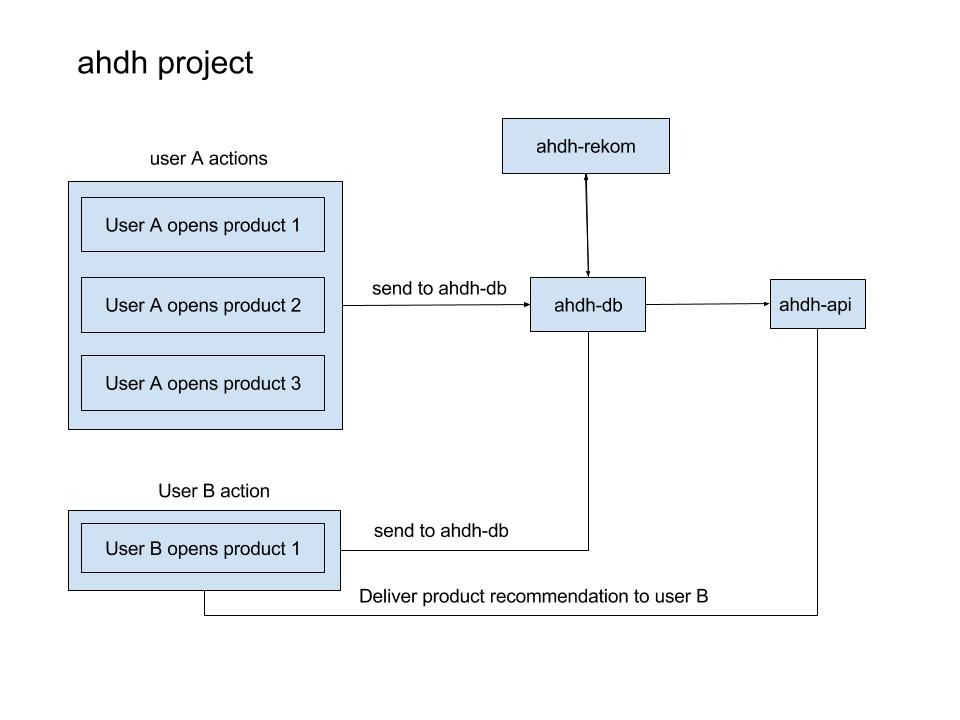 ahdh project
user A actions
User A opens product 1
User A opens product 2
User A opens product 3
send to ahdh-db
ahdh-rekom
ahdh-db
ahdh-api
User B action
User B opens product 1
send to ahdh-db
Deliver product recommendation to user B